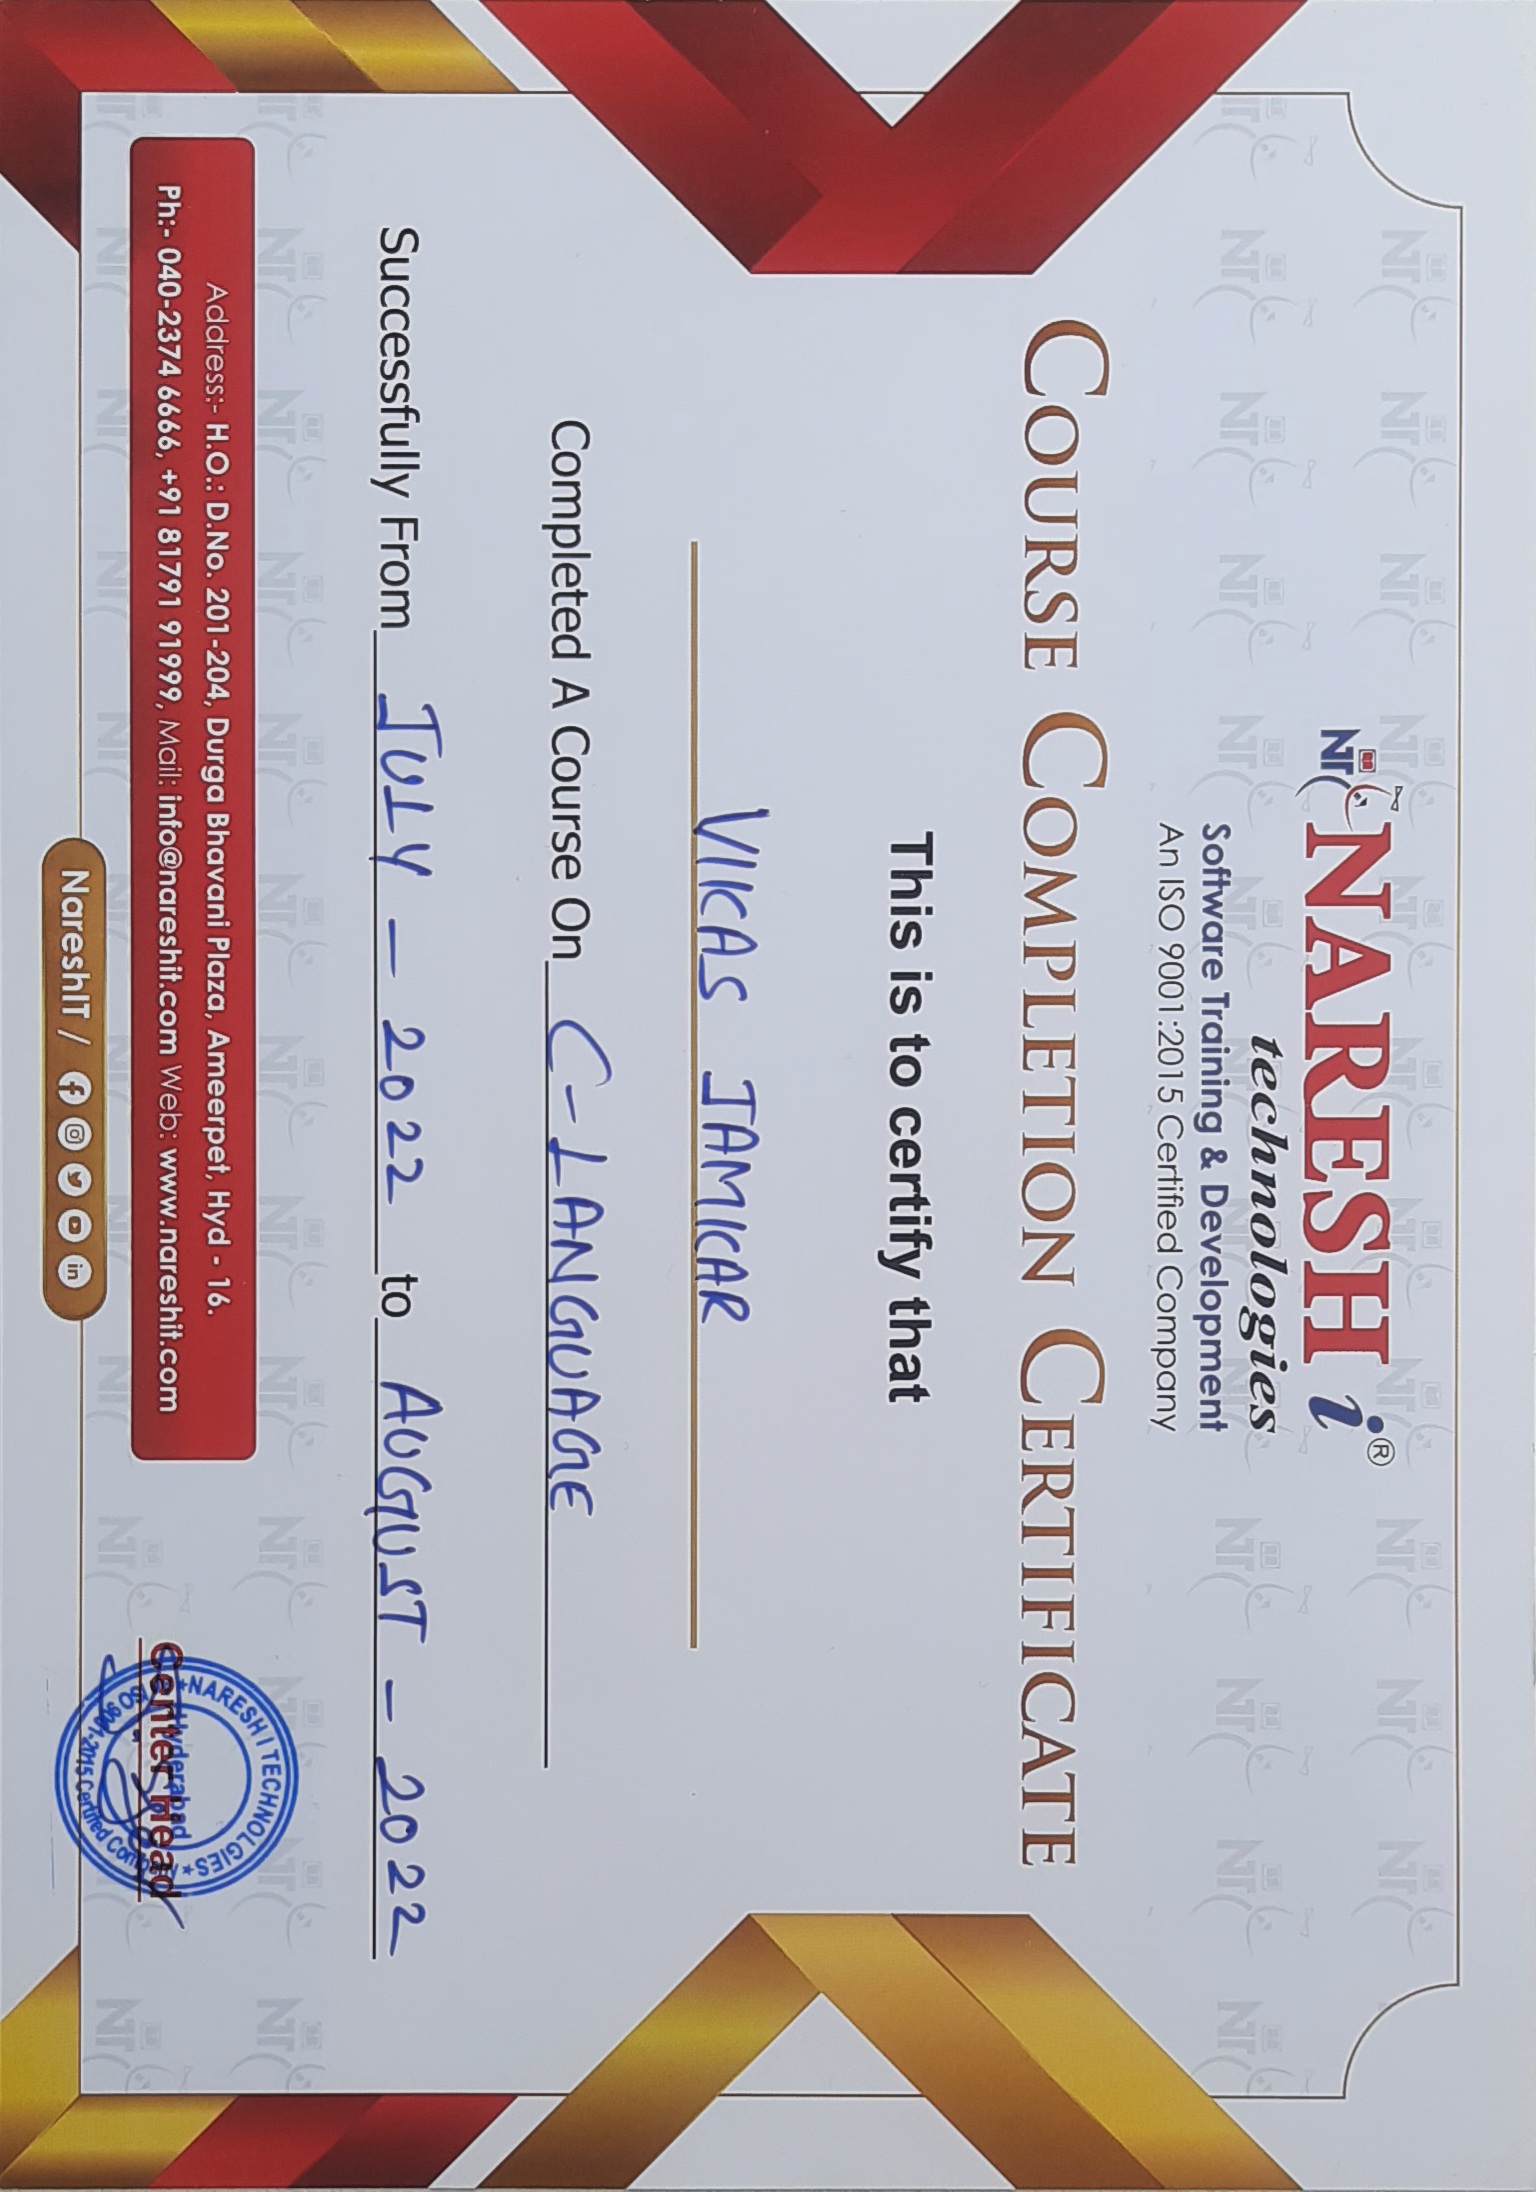 NT NARESH i ®
technologies
Software Training & Development
An ISO 9001:2015 Certified Company
COURSE COMPLETION CERTIFICATE
This is to certify that
VIKAS JAMKAR
Completed A Course On C-LANGUAGE
Successfully From JULY - 2022 to AUGUST - 2022
Address:- H.O.: D.No. 201-204, Durga Bhavani Plaza, Ameerpet, Hyd - 16.
Ph:- 040-2374 6666, +91 81791 91999, Mail: info@nareshit.com Web: www.nareshit.com
NARESH I TECHNOLGIES
Hyderabad
Center Head
ISO 9001-2015 Certified Company
NareshIT /